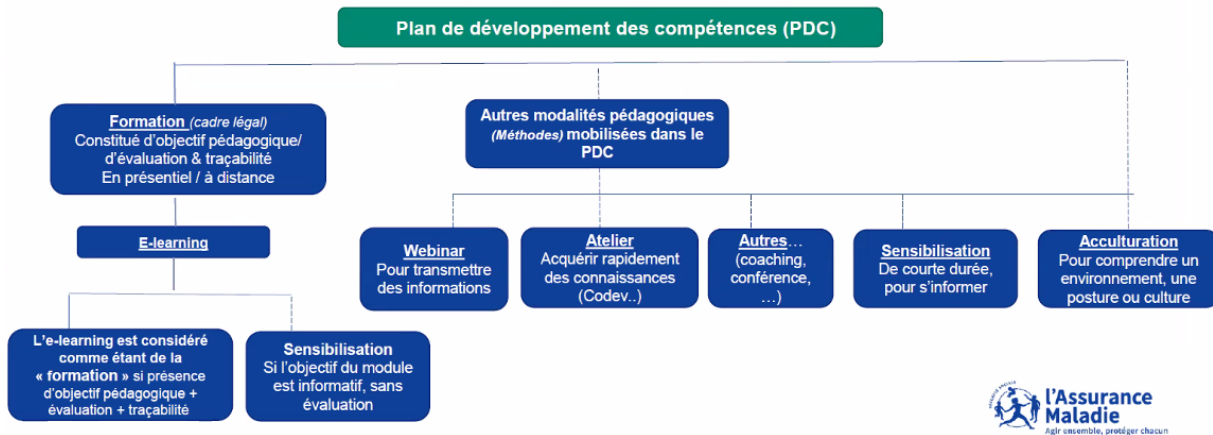 Plan de développement des compétences (PDC)
Formation (cadre légal)
Constitué d'objectif pédagogique/
d'évaluation & traçabilité
En présentiel / à distance
Autres modalités pédagogiques
(Méthodes) mobilisées dans le
PDC
E-learning
Webinar
Pour transmettre
des informations
Atelier
Acquérir rapidement
des connaissances
(Codev..)
Autres…
(coaching,
conférence,
…)
Sensibilisation
De courte durée,
pour s'informer
Acculturation
Pour comprendre un
environnement, une
posture ou culture
L'e-learning est considéré
comme étant de la
« formation » si présence
d'objectif pédagogique +
évaluation + traçabilité
Sensibilisation
Si l'objectif du module
est informatif, sans
évaluation
l'Assurance
Maladie
Agir ensemble, protéger chacun